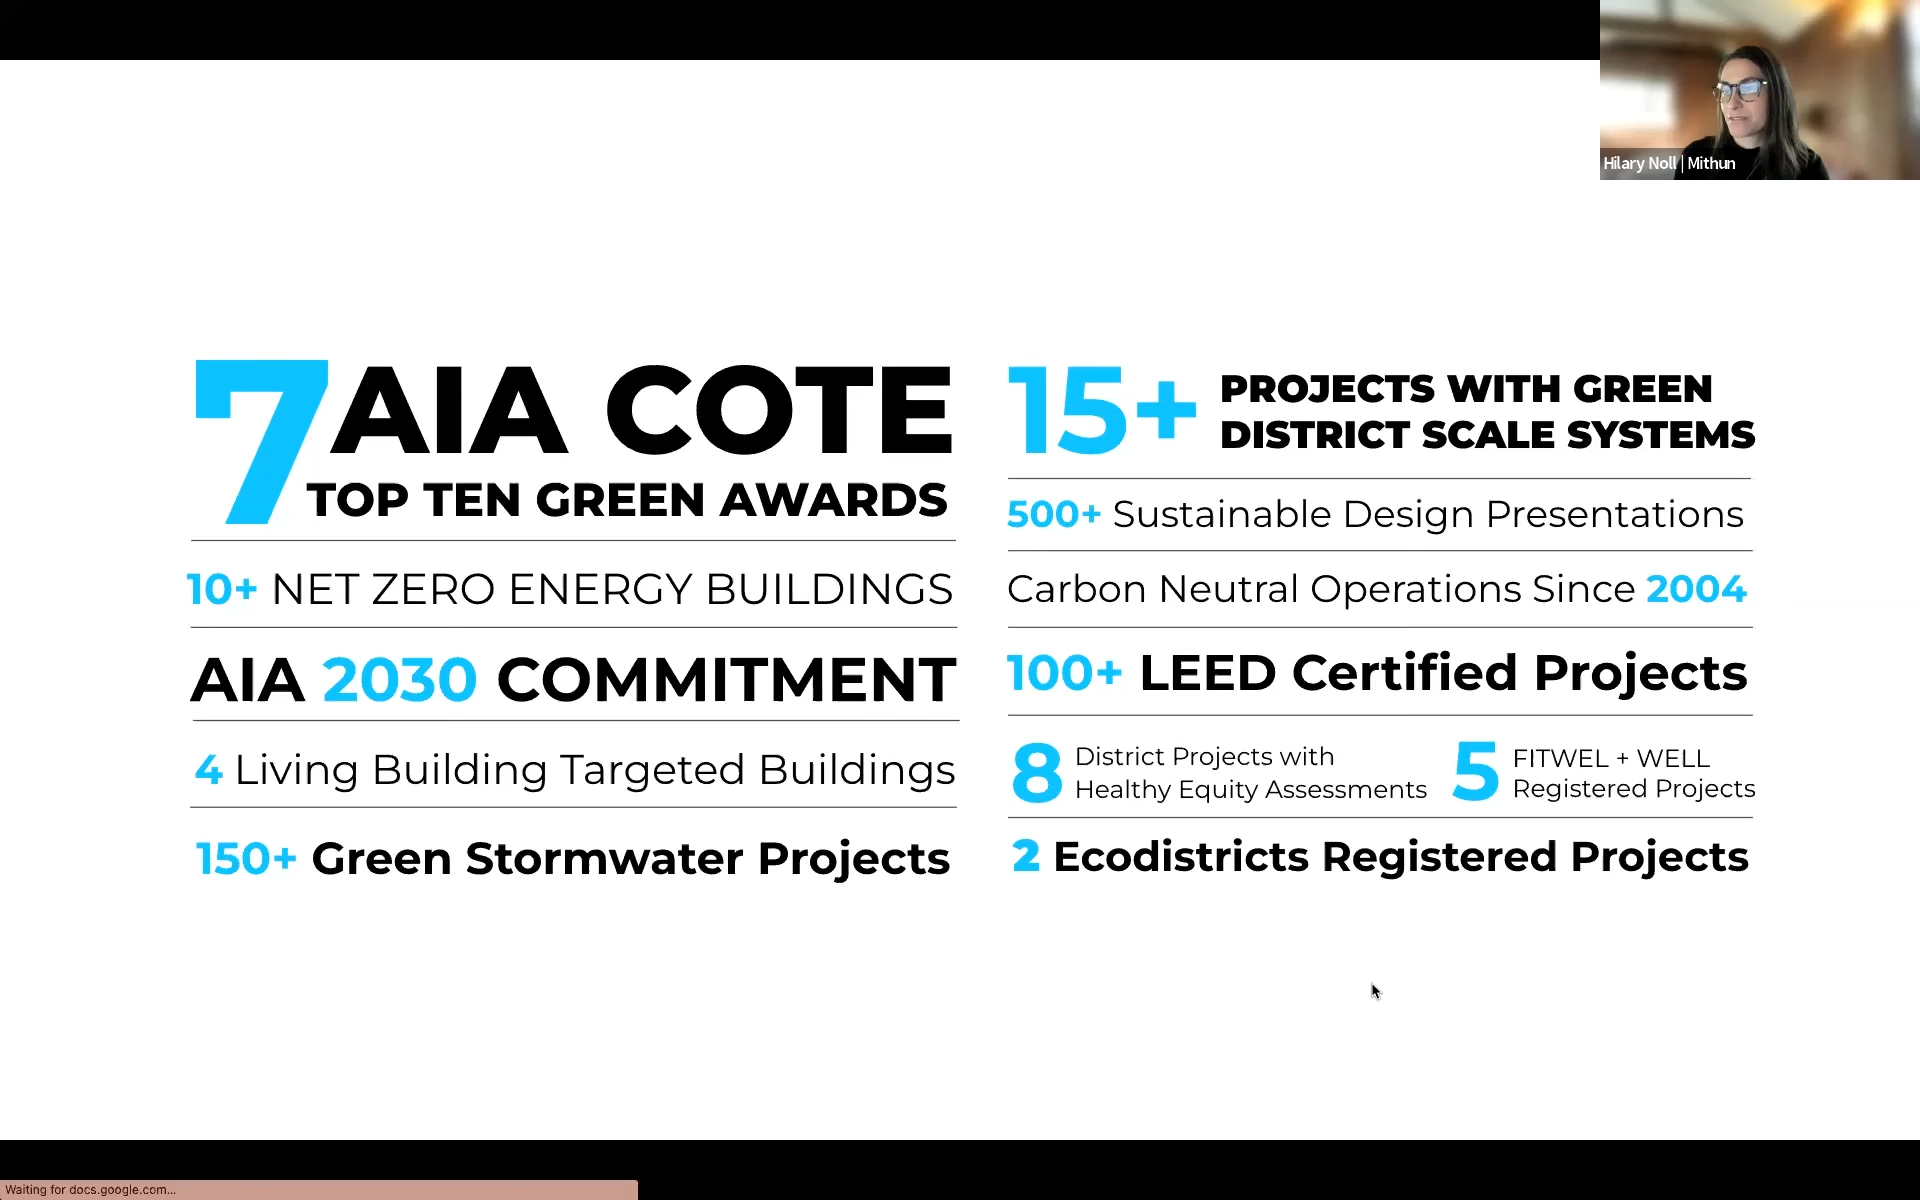 Hilary Noll | Mithun
7 AIA COTE
TOP TEN GREEN AWARDS
10+ NET ZERO ENERGY BUILDINGS
AIA 2030 COMMITMENT
4 Living Building Targeted Buildings
150+ Green Stormwater Projects
15+ PROJECTS WITH GREEN
DISTRICT SCALE SYSTEMS
500+ Sustainable Design Presentations
Carbon Neutral Operations Since 2004
100+ LEED Certified Projects
8 District Projects with
Healthy Equity Assessments
5 FITWEL + WELL
Registered Projects
2 Ecodistricts Registered Projects
Waiting for docs.google.com...